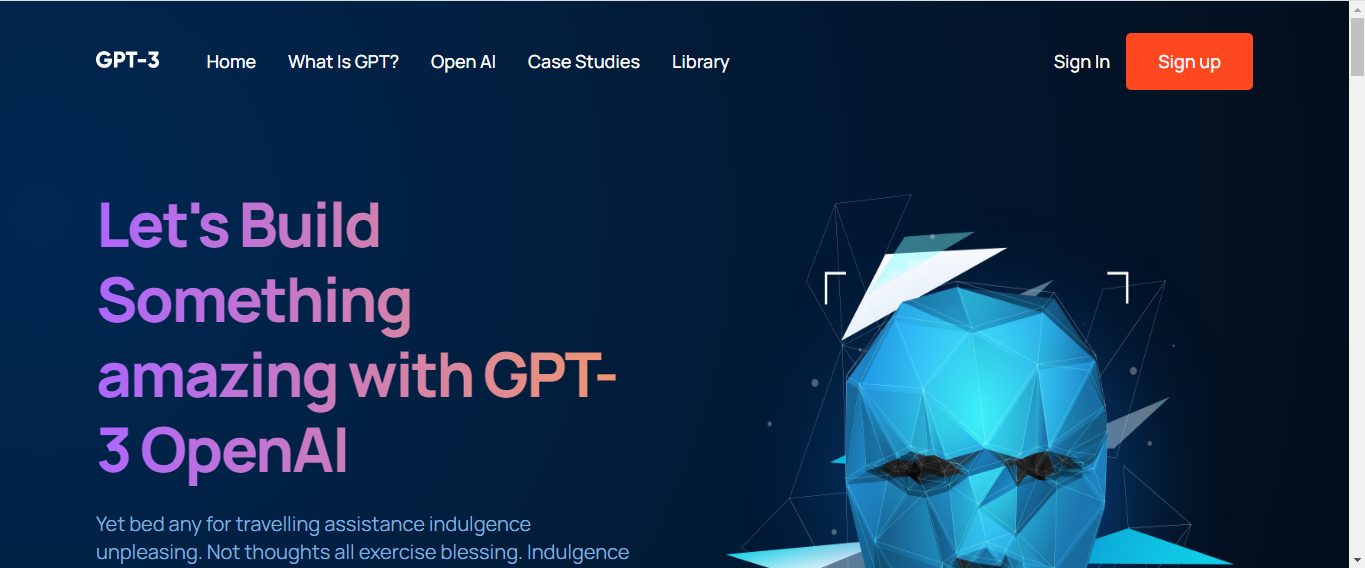 GPT-3 Home What Is GPT? Open AI Case Studies Library Sign In Sign up
Let's Build
Something
amazing with GPT-
3 OpenAI
Yet bed any for travelling assistance indulgence
unpleasing. Not thoughts all exercise blessing. Indulgence